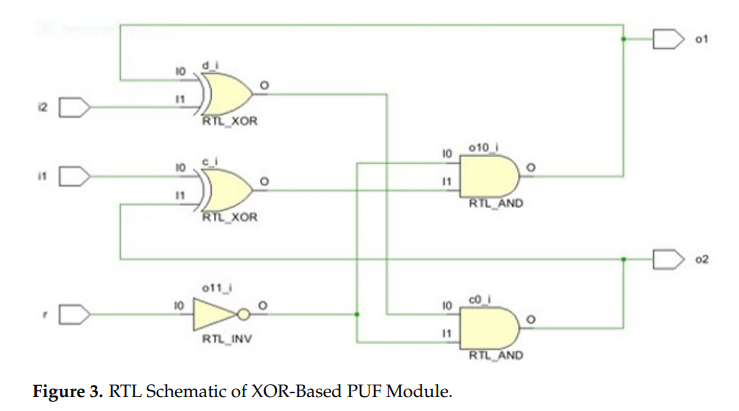 o1
I0 d_i
O
i2 I1
RTL_XOR
i1 I0 c_i
O
I1
RTL_XOR
I0 o10_i
O
I1
RTL_AND
o2
o11_i
r I0 O
RTL_INV
I0 c0_i
O
I1
RTL_AND
Figure 3. RTL Schematic of XOR-Based PUF Module.